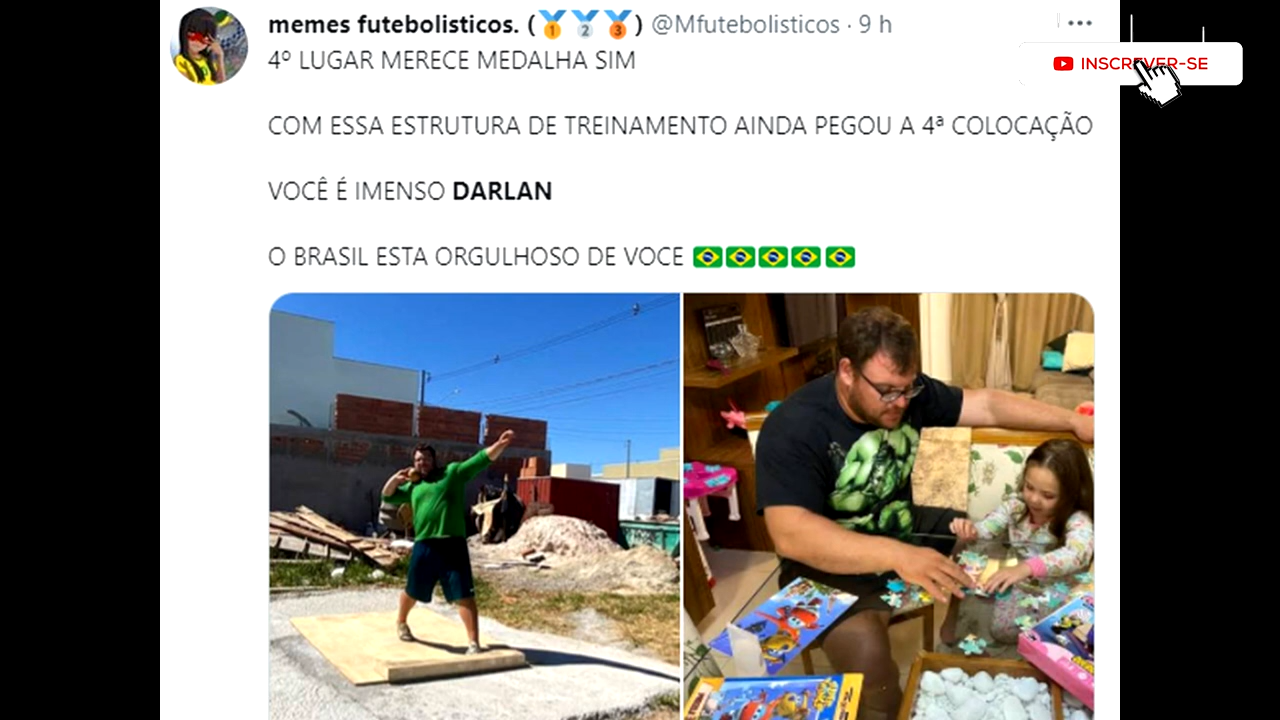 memes futebolisticos. (🥇🥈🥉) @Mfutebolisticos · 9 h
4º LUGAR MERECE MEDALHA SIM
INSCREVER-SE
COM ESSA ESTRUTURA DE TREINAMENTO AINDA PEGOU A 4ª COLOCAÇÃO
VOCÊ É IMENSO DARLAN
O BRASIL ESTA ORGULHOSO DE VOCE 🇧🇷🇧🇷🇧🇷🇧🇷🇧🇷